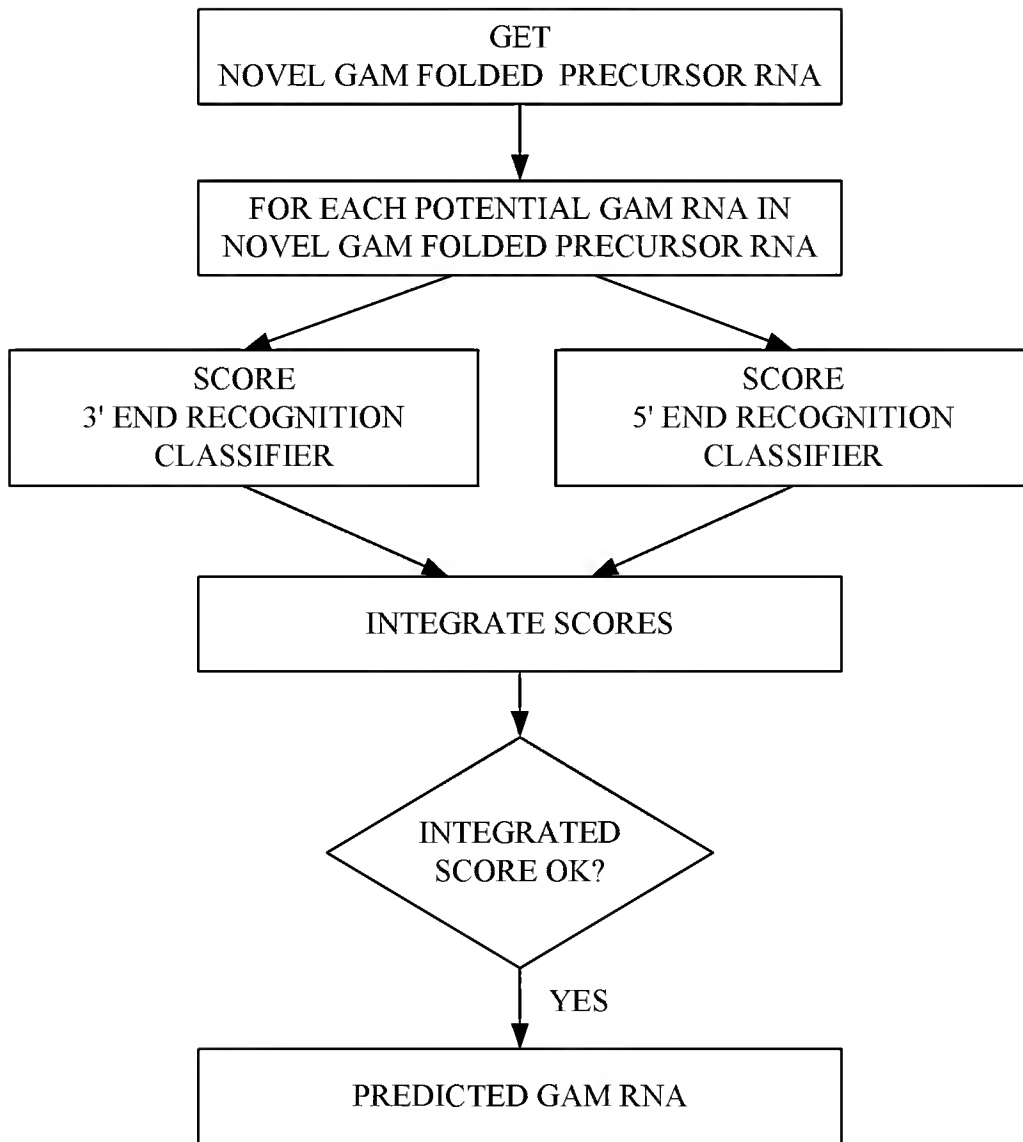 GET
NOVEL GAM FOLDED PRECURSOR RNA
FOR EACH POTENTIAL GAM RNA IN
NOVEL GAM FOLDED PRECURSOR RNA
SCORE
3' END RECOGNITION
CLASSIFIER
SCORE
5' END RECOGNITION
CLASSIFIER
INTEGRATE SCORES
INTEGRATED
SCORE OK?
YES
PREDICTED GAM RNA